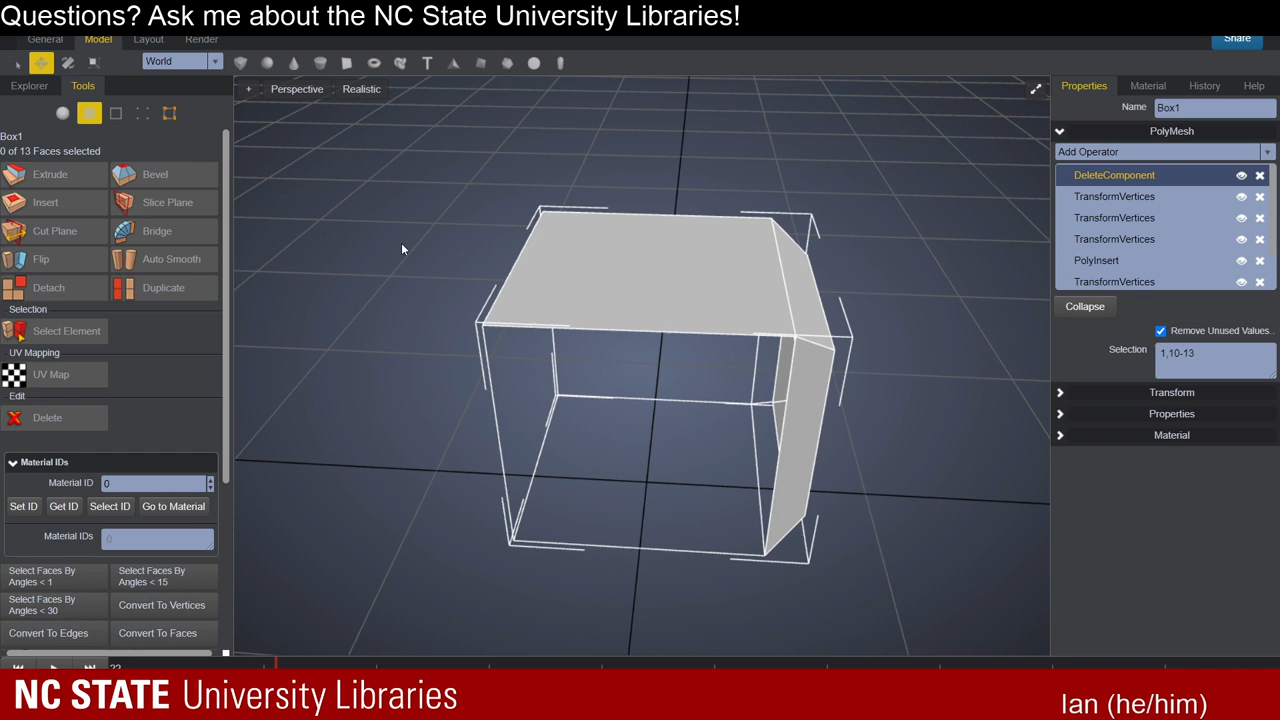 Questions? Ask me about the NC State University Libraries!
General Model Layout Render Share
World
Explorer Tools
Perspective Realistic
Properties Material History Help
Name Box1
Box1
0 of 13 Faces selected
PolyMesh
Add Operator
Extrude Bevel
DeleteComponent
Insert Slice Plane
TransformVertices
TransformVertices
Cut Plane Bridge
TransformVertices
Flip Auto Smooth
PolyInsert
Detach Duplicate
TransformVertices
Selection
Collapse
Select Element
Remove Unused Values..
UV Mapping
Selection 1,10-13
UV Map
Edit
Transform
Delete
Properties
Material
Material IDs
Material ID 0
Set ID Get ID Select ID Go to Material
Material IDs 0
Select Faces By Select Faces By
Angles < 1 Angles < 15
Select Faces By
Angles < 30 Convert To Vertices
Convert To Edges Convert To Faces
22
NC STATE University Libraries
Ian (he/him)